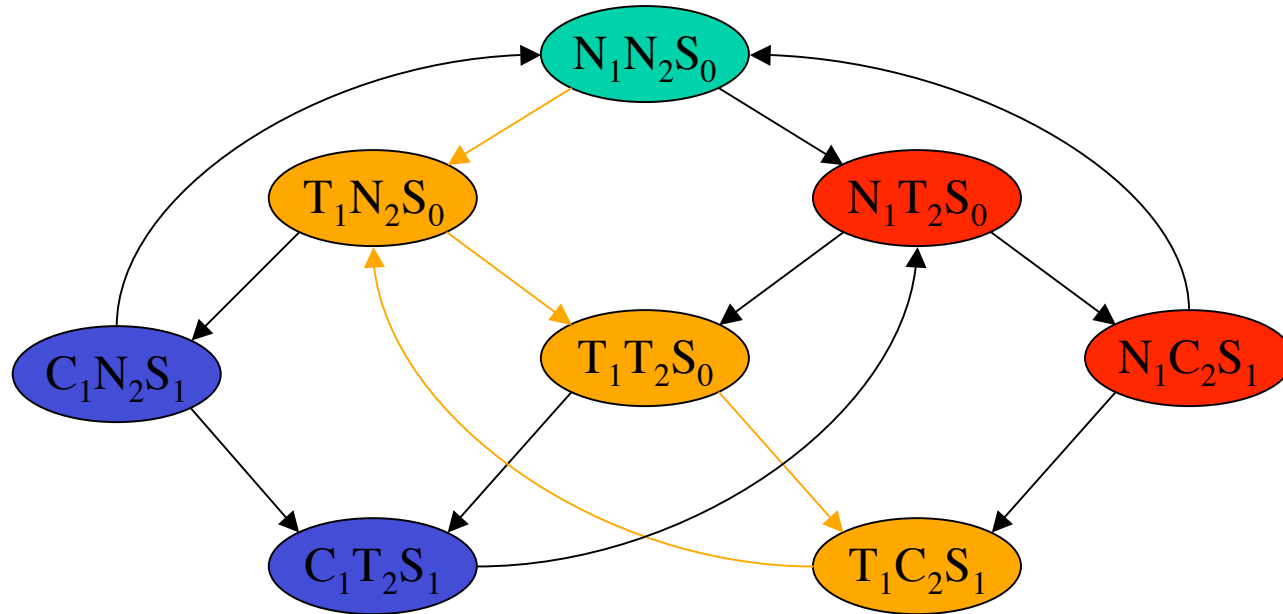 N₁N₂S₀
T₁N₂S₀
N₁T₂S₀
C₁N₂S₁
T₁T₂S₀
N₁C₂S₁
C₁T₂S₁
T₁C₂S₁